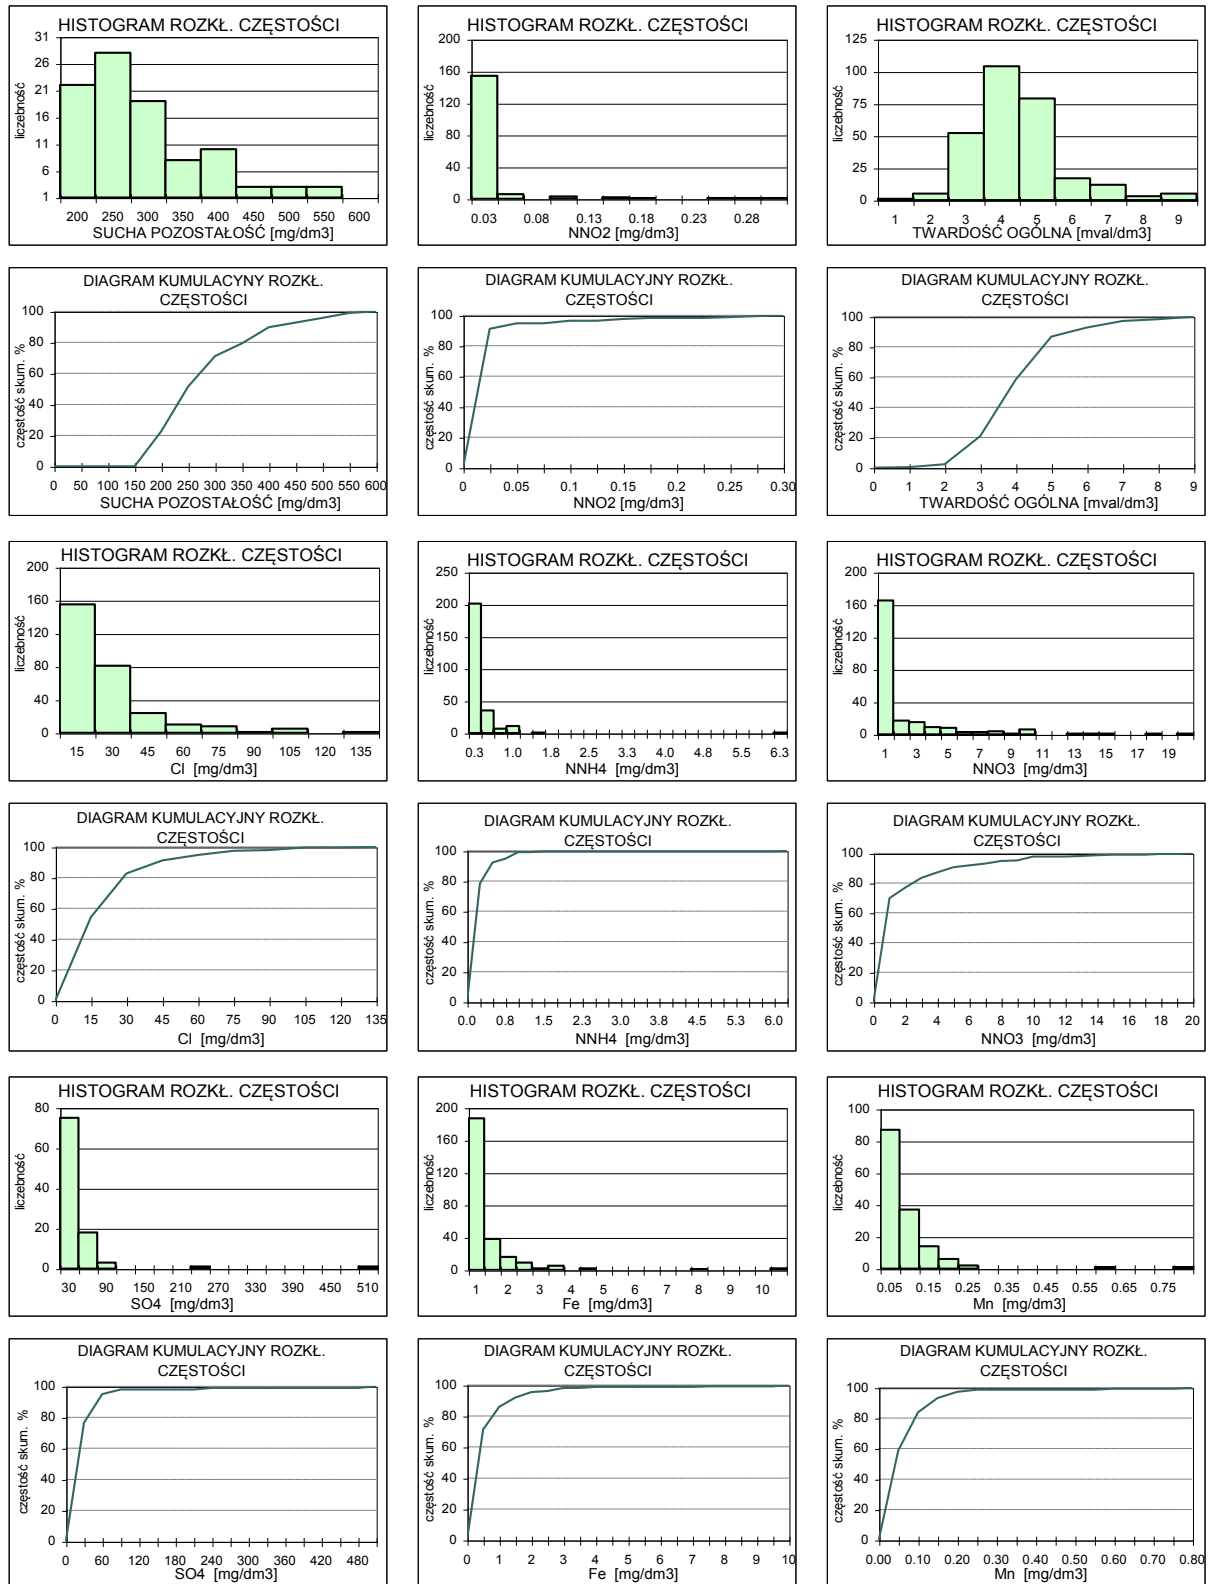 HISTOGRAM ROZKŁ. CZĘSTOŚCI
31
26
21
16
11
6
1
liczebność
200 250 300 350 400 450 500 550 600
SUCHA POZOSTAŁOŚĆ [mg/dm3]
HISTOGRAM ROZKŁ. CZĘSTOŚCI
200
160
120
80
40
0
liczebność
0.03 0.08 0.13 0.18 0.23 0.28
NNO2 [mg/dm3]
HISTOGRAM ROZKŁ. CZĘSTOŚCI
125
100
75
50
25
0
liczebność
1 2 3 4 5 6 7 8 9
TWARDOŚĆ OGÓLNA [mval/dm3]
DIAGRAM KUMULACYNY ROZKŁ.
CZĘSTOŚCI
100
80
60
40
20
0
częstość skum. %
0 50 100 150 200 250 300 350 400 450 500 550 600
SUCHA POZOSTAŁOŚĆ [mg/dm3]
DIAGRAM KUMULACYJNY ROZKŁ.
CZĘSTOŚCI
100
80
60
40
20
0
częstość skum. %
0 0.05 0.1 0.15 0.2 0.25 0.30
NNO2 [mg/dm3]
DIAGRAM KUMULACYJNY ROZKŁ.
CZĘSTOŚCI
100
80
60
40
20
0
częstość skum. %
0 1 2 3 4 5 6 7 8 9
TWARDOŚĆ OGÓLNA [mval/dm3]
HISTOGRAM ROZKŁ. CZĘSTOŚCI
200
160
120
80
40
0
liczebność
15 30 45 60 75 90 105 120 135
Cl [mg/dm3]
HISTOGRAM ROZKŁ. CZĘSTOŚCI
250
200
150
100
50
0
liczebność
0.3 1.0 1.8 2.5 3.3 4.0 4.8 5.5 6.3
NNH4 [mg/dm3]
HISTOGRAM ROZKŁ. CZĘSTOŚCI
200
160
120
80
40
0
liczebność
1 3 5 7 9 11 13 15 17 19
NNO3 [mg/dm3]
DIAGRAM KUMULACYJNY ROZKŁ.
CZĘSTOŚCI
100
80
60
40
20
0
częstość skum. %
0 15 30 45 60 75 90 105 120 135
Cl [mg/dm3]
DIAGRAM KUMULACYJNY ROZKŁ.
CZĘSTOŚCI
100
80
60
40
20
0
częstość skum. %
0.0 0.8 1.5 2.3 3.0 3.8 4.5 5.3 6.0
NNH4 [mg/dm3]
DIAGRAM KUMULACYJNY ROZKŁ.
CZĘSTOŚCI
100
80
60
40
20
0
częstość skum. %
0 2 4 6 8 10 12 14 16 18 20
NNO3 [mg/dm3]
HISTOGRAM ROZKŁ. CZĘSTOŚCI
80
60
40
20
0
liczebność
30 90 150 210 270 330 390 450 510
SO4 [mg/dm3]
HISTOGRAM ROZKŁ. CZĘSTOŚCI
200
160
120
80
40
0
liczebność
1 2 3 4 5 6 7 8 9 10
Fe [mg/dm3]
HISTOGRAM ROZKŁ. CZĘSTOŚCI
100
80
60
40
20
0
liczebność
0.05 0.15 0.25 0.35 0.45 0.55 0.65 0.75
Mn [mg/dm3]
DIAGRAM KUMULACYJNY ROZKŁ.
CZĘSTOŚCI
100
80
60
40
20
0
częstość skum. %
0 60 120 180 240 300 360 420 480
SO4 [mg/dm3]
DIAGRAM KUMULACYJNY ROZKŁ.
CZĘSTOŚCI
100
80
60
40
20
0
częstość skum. %
0 1 2 3 4 5 6 7 8 9 10
Fe [mg/dm3]
DIAGRAM KUMULACYJNY ROZKŁ.
CZĘSTOŚCI
100
80
60
40
20
0
częstość skum. %
0.00 0.10 0.20 0.30 0.40 0.50 0.60 0.70 0.80
Mn [mg/dm3]